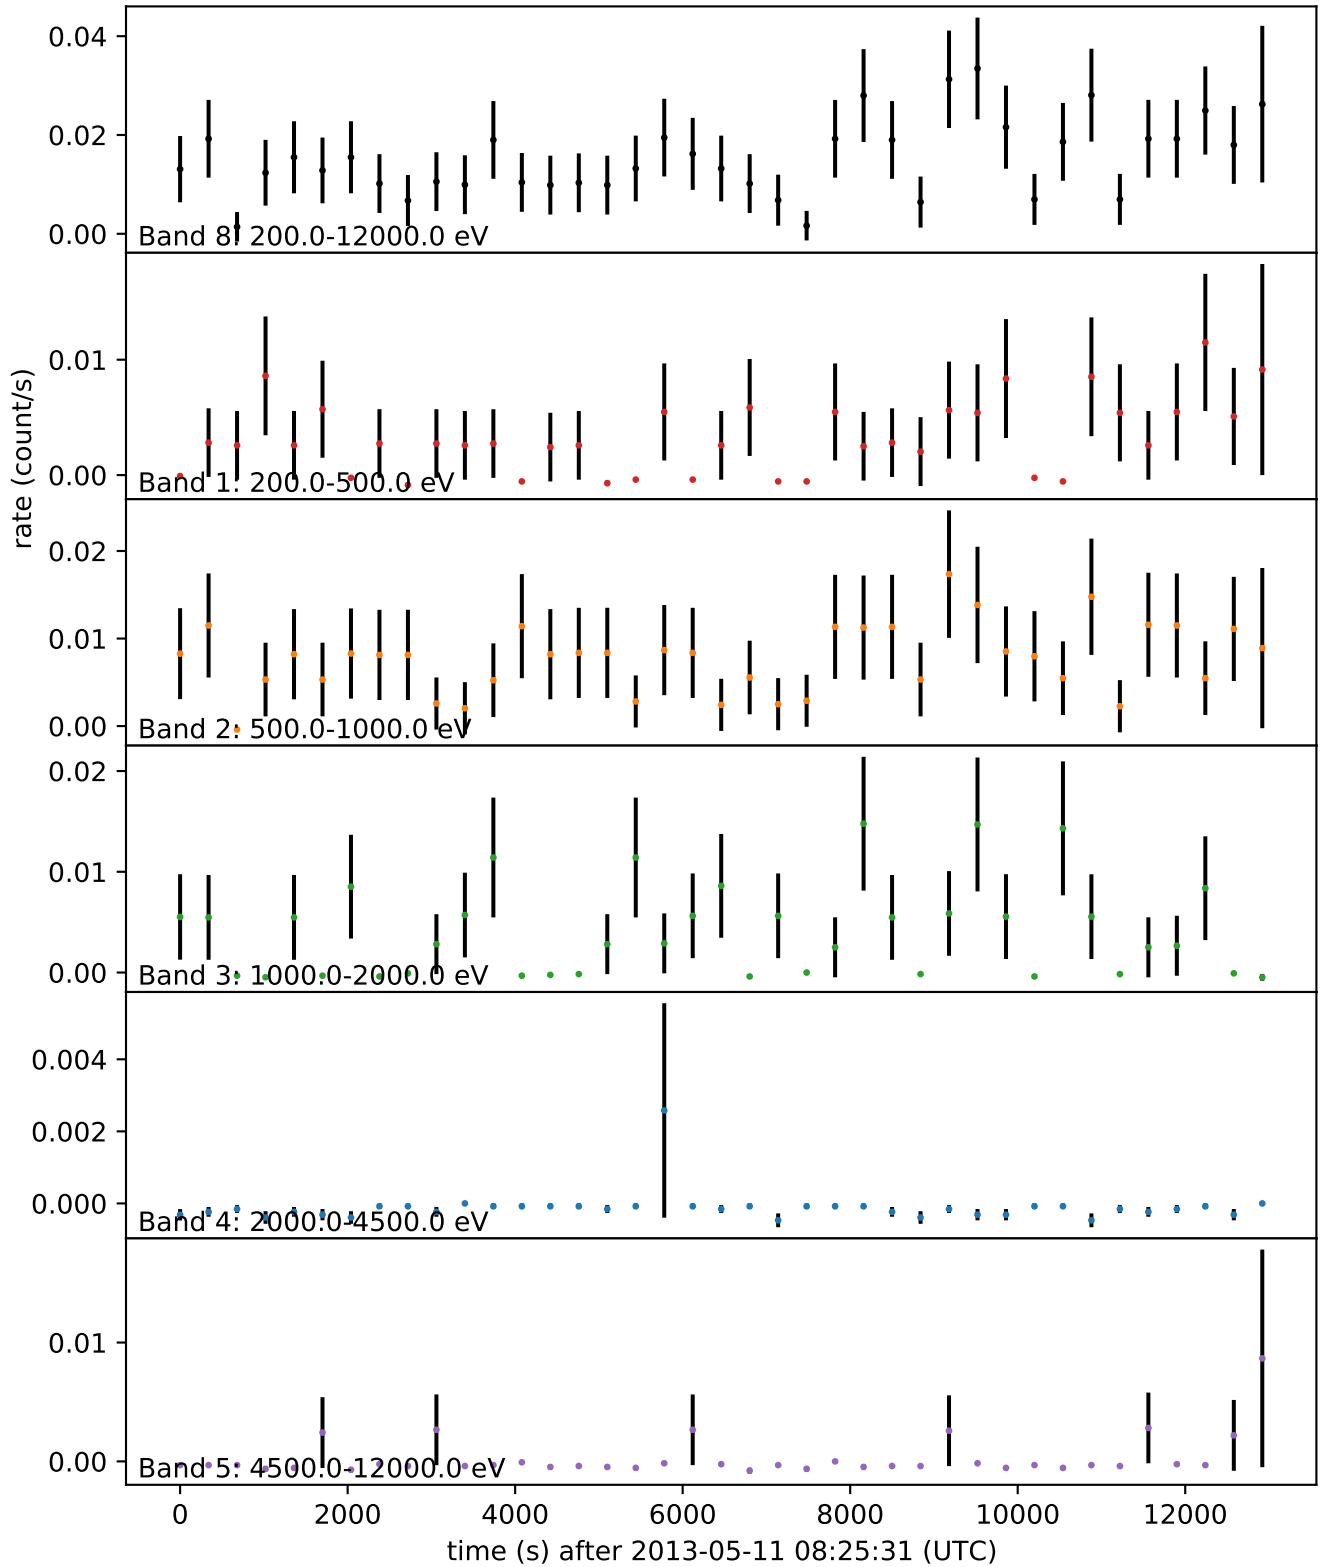 0.04
0.02
0.00
Band 8: 200.0-12000.0 eV
0.01
0.00
Band 1: 200.0-500.0 eV
rate (count/s)
0.02
0.01
0.00
Band 2: 500.0-1000.0 eV
0.02
0.01
0.00
Band 3: 1000.0-2000.0 eV
0.004
0.002
0.000
Band 4: 2000.0-4500.0 eV
0.01
0.00
Band 5: 4500.0-12000.0 eV
0 2000 4000 6000 8000 10000 12000
time (s) after 2013-05-11 08:25:31 (UTC)